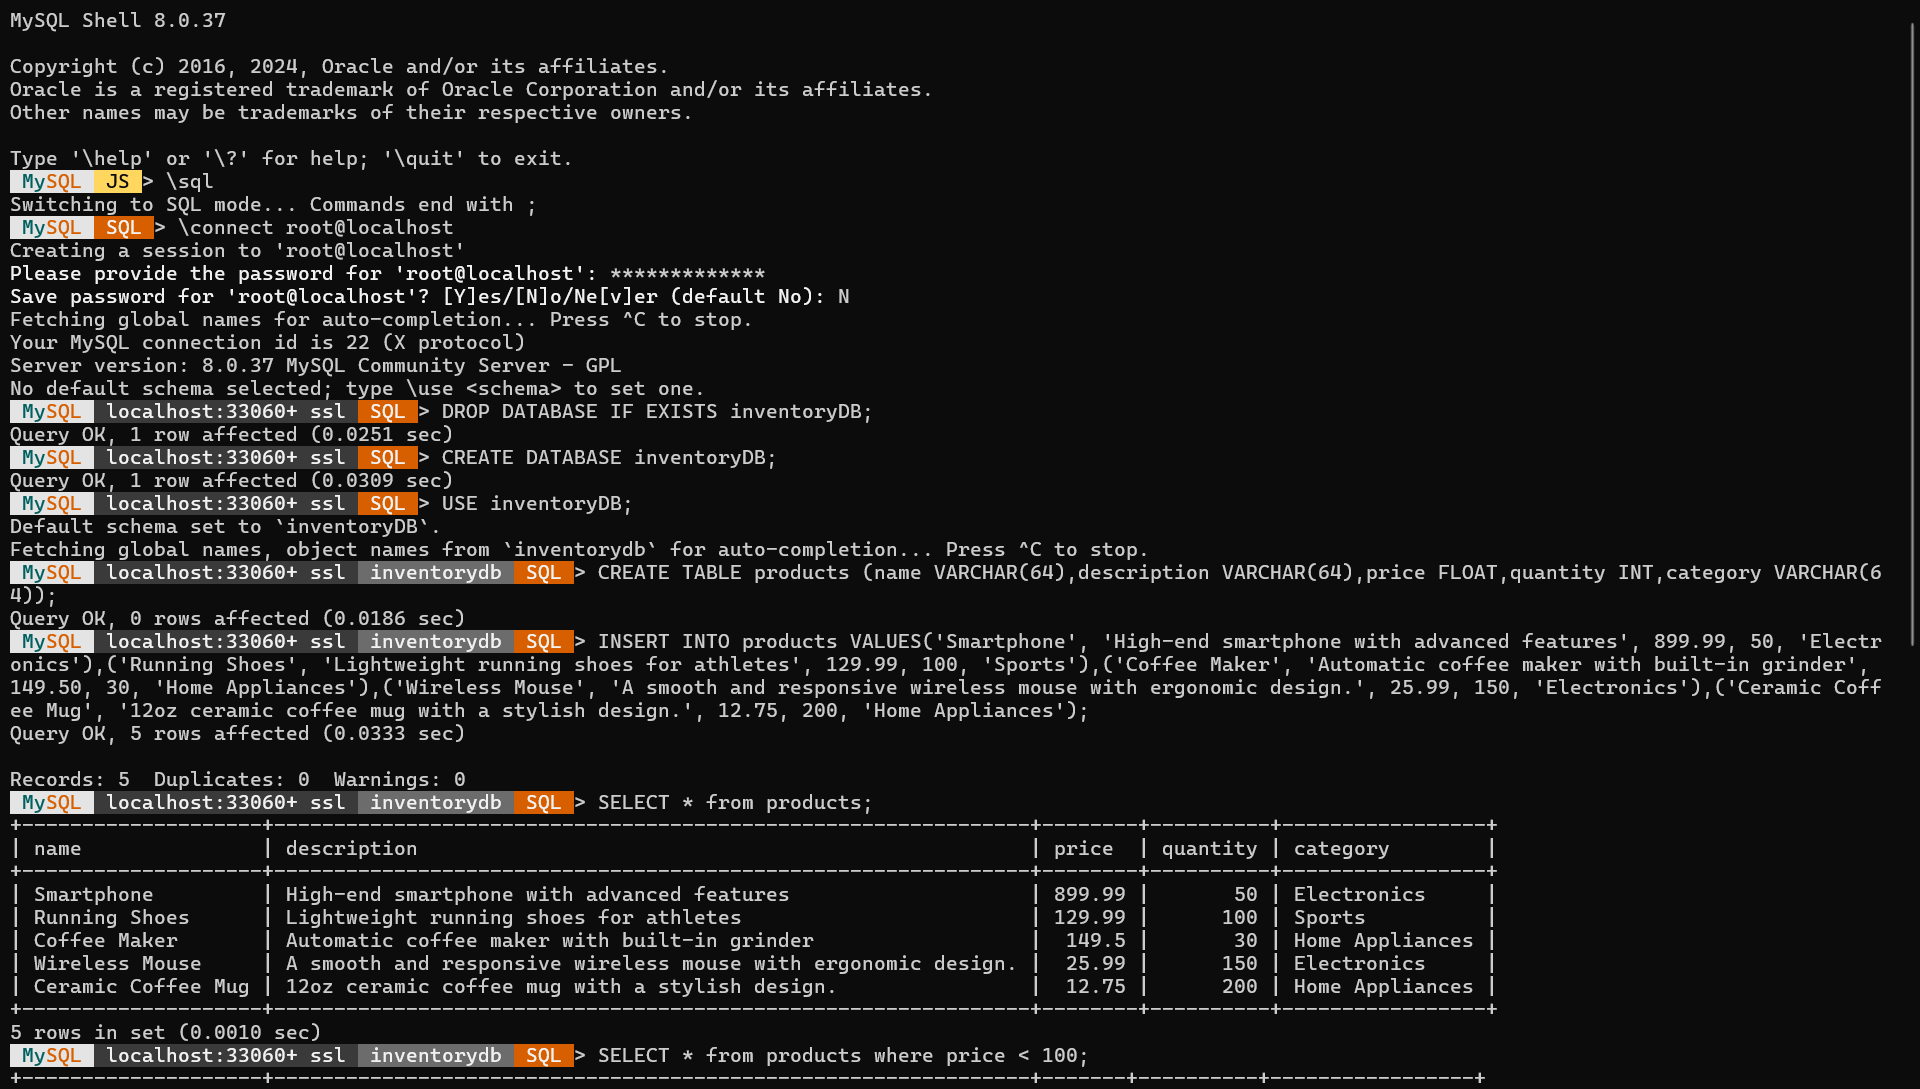 MySQL Shell 8.0.37

Copyright (c) 2016, 2024, Oracle and/or its affiliates.
Oracle is a registered trademark of Oracle Corporation and/or its affiliates.
Other names may be trademarks of their respective owners.

Type '\help' or '\?' for help; '\quit' to exit.
 MySQL  JS > \sql
Switching to SQL mode... Commands end with ;
 MySQL  SQL > \connect root@localhost
Creating a session to 'root@localhost'
Please provide the password for 'root@localhost': *************
Save password for 'root@localhost'? [Y]es/[N]o/Ne[v]er (default No): N
Fetching global names for auto-completion... Press ^C to stop.
Your MySQL connection id is 22 (X protocol)
Server version: 8.0.37 MySQL Community Server - GPL
No default schema selected; type \use <schema> to set one.
 MySQL  localhost:33060+ ssl  SQL > DROP DATABASE IF EXISTS inventoryDB;
Query OK, 1 row affected (0.0251 sec)
 MySQL  localhost:33060+ ssl  SQL > CREATE DATABASE inventoryDB;
Query OK, 1 row affected (0.0309 sec)
 MySQL  localhost:33060+ ssl  SQL > USE inventoryDB;
Default schema set to `inventoryDB`.
Fetching global names, object names from `inventorydb` for auto-completion... Press ^C to stop.
 MySQL  localhost:33060+ ssl  inventorydb  SQL > CREATE TABLE products (name VARCHAR(64),description VARCHAR(64),price FLOAT,quantity INT,category VARCHAR(6
4));
Query OK, 0 rows affected (0.0186 sec)
 MySQL  localhost:33060+ ssl  inventorydb  SQL > INSERT INTO products VALUES('Smartphone', 'High-end smartphone with advanced features', 899.99, 50, 'Electr
onics'),('Running Shoes', 'Lightweight running shoes for athletes', 129.99, 100, 'Sports'),('Coffee Maker', 'Automatic coffee maker with built-in grinder',
149.50, 30, 'Home Appliances'),('Wireless Mouse', 'A smooth and responsive wireless mouse with ergonomic design.', 25.99, 150, 'Electronics'),('Ceramic Coff
ee Mug', '12oz ceramic coffee mug with a stylish design.', 12.75, 200, 'Home Appliances');
Query OK, 5 rows affected (0.0333 sec)

Records: 5  Duplicates: 0  Warnings: 0
 MySQL  localhost:33060+ ssl  inventorydb  SQL > SELECT * from products;
+--------------------+---------------------------------------------------------------+--------+----------+-----------------+
| name               | description                                                   | price  | quantity | category        |
+--------------------+---------------------------------------------------------------+--------+----------+-----------------+
| Smartphone         | High-end smartphone with advanced features                    | 899.99 |       50 | Electronics     |
| Running Shoes      | Lightweight running shoes for athletes                        | 129.99 |      100 | Sports          |
| Coffee Maker       | Automatic coffee maker with built-in grinder                  |  149.5 |       30 | Home Appliances |
| Wireless Mouse     | A smooth and responsive wireless mouse with ergonomic design. |  25.99 |      150 | Electronics     |
| Ceramic Coffee Mug | 12oz ceramic coffee mug with a stylish design.                |  12.75 |      200 | Home Appliances |
+--------------------+---------------------------------------------------------------+--------+----------+-----------------+
5 rows in set (0.0010 sec)
 MySQL  localhost:33060+ ssl  inventorydb  SQL > SELECT * from products where price < 100;
+--------------------+---------------------------------------------------------------+-------+----------+-----------------+